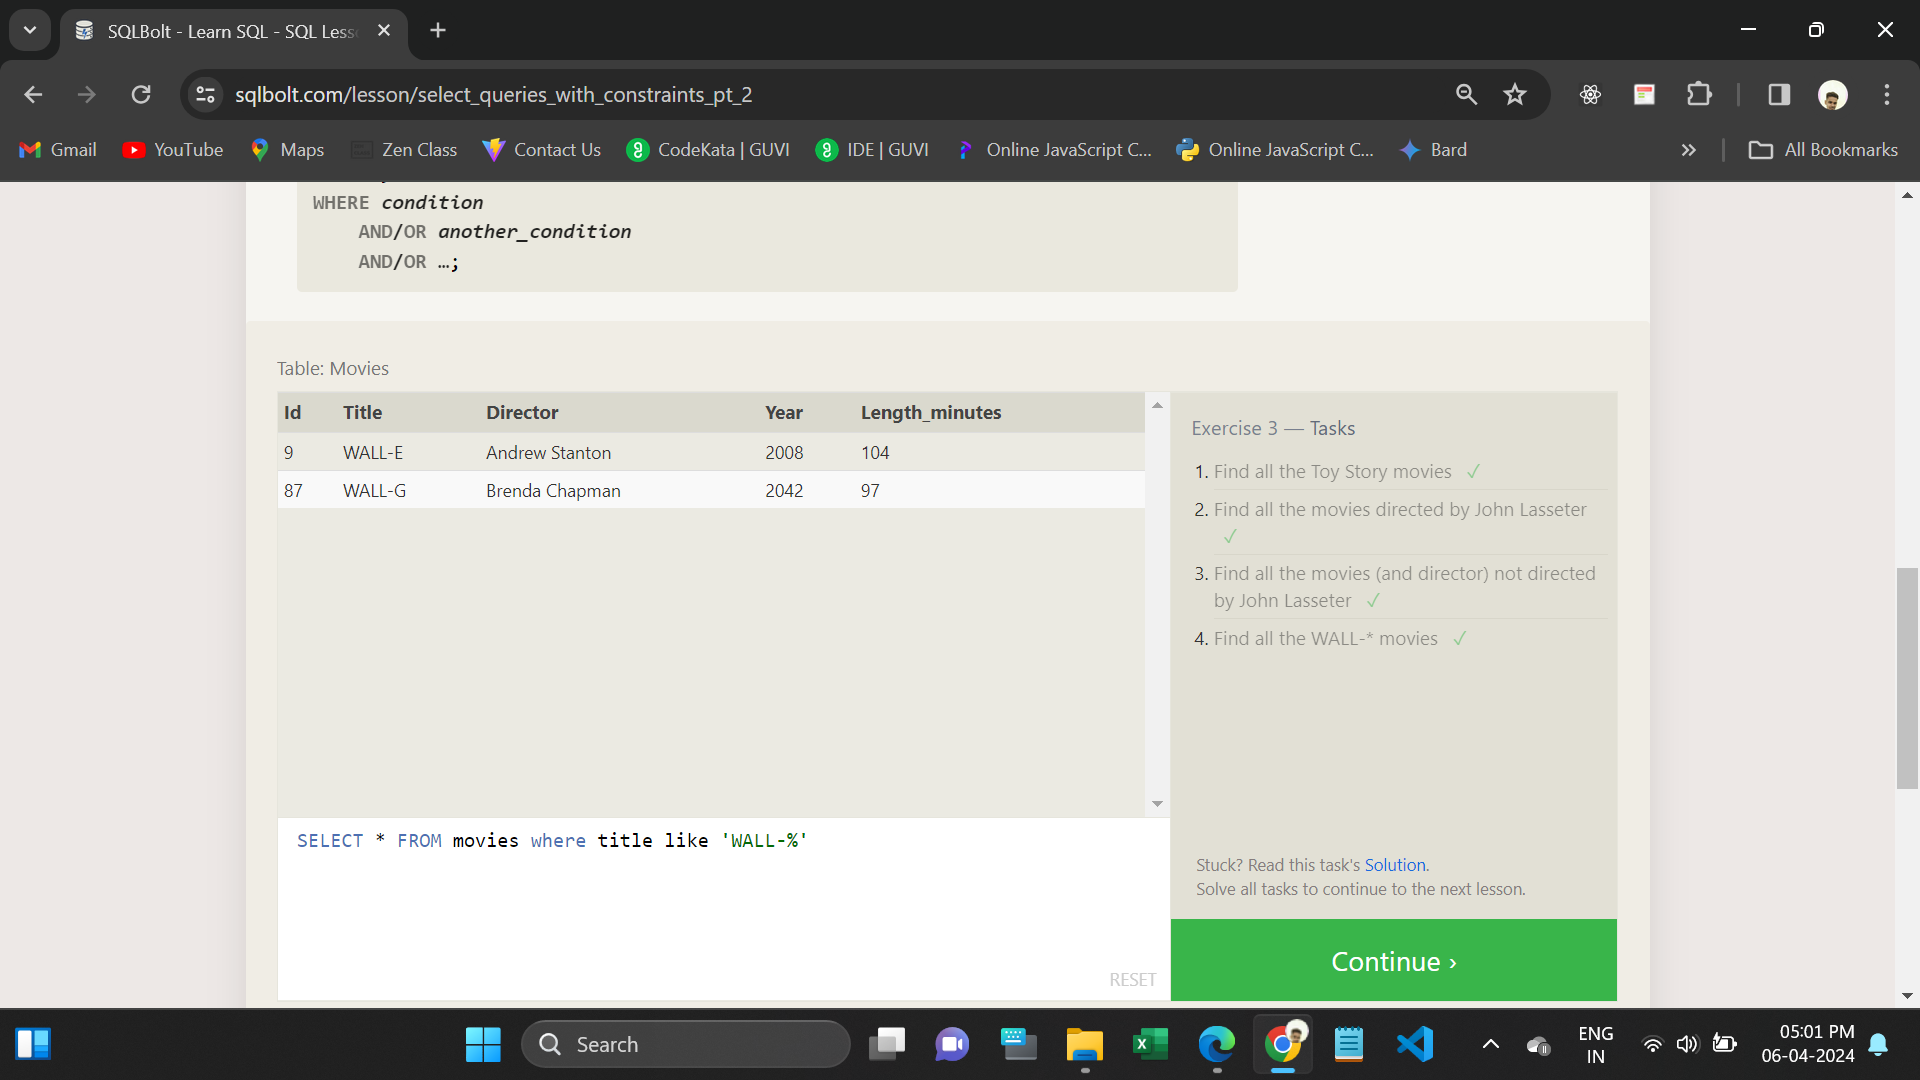 SQLBolt - Learn SQL - SQL Less
sqlbolt.com/lesson/select_queries_with_constraints_pt_2
Gmail YouTube Maps Zen Class Contact Us CodeKata | GUVI IDE | GUVI Online JavaScript C... Online JavaScript C... Bard » All Bookmarks
WHERE condition
AND/OR another_condition
AND/OR …;
Table: Movies
Id Title Director Year Length_minutes
9 WALL-E Andrew Stanton 2008 104
87 WALL-G Brenda Chapman 2042 97
SELECT * FROM movies where title like 'WALL-%'
RESET
Exercise 3 — Tasks
1. Find all the Toy Story movies ✓
2. Find all the movies directed by John Lasseter
✓
3. Find all the movies (and director) not directed
by John Lasseter ✓
4. Find all the WALL-* movies ✓
Stuck? Read this task's Solution.
Solve all tasks to continue to the next lesson.
Continue ›
Search
ENG
IN
05:01 PM
06-04-2024